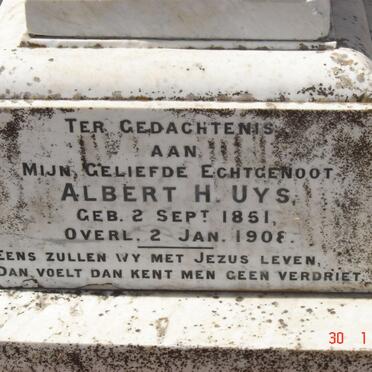 TER GEDACHTENIS
AAN
MIJN GELIEFDE ECHTGENOOT
ALBERT H. UYS,
GEB. 2 SEPT. 1851,
OVERL. 2 JAN. 1908.
EENS ZULLEN WY MET JEZUS LEVEN,
DAN VOELT DAN KENT MEN GEEN VERDRIET.
30 1